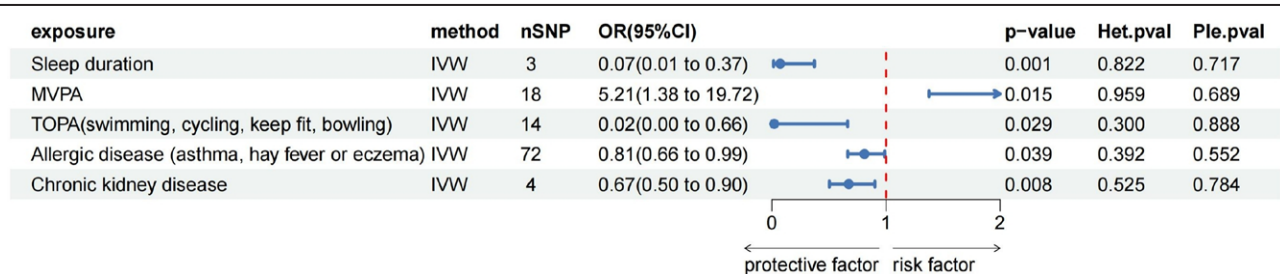 exposure method nSNP OR(95%CI) p−value Het.pval Ple.pval
Sleep duration IVW 3 0.07(0.01 to 0.37) 0.001 0.822 0.717
MVPA IVW 18 5.21(1.38 to 19.72) 0.015 0.959 0.689
TOPA(swimming, cycling, keep fit, bowling) IVW 14 0.02(0.00 to 0.66) 0.029 0.300 0.888
Allergic disease (asthma, hay fever or eczema) IVW 72 0.81(0.66 to 0.99) 0.039 0.392 0.552
Chronic kidney disease IVW 4 0.67(0.50 to 0.90) 0.008 0.525 0.784
0 1 2
protective factor risk factor